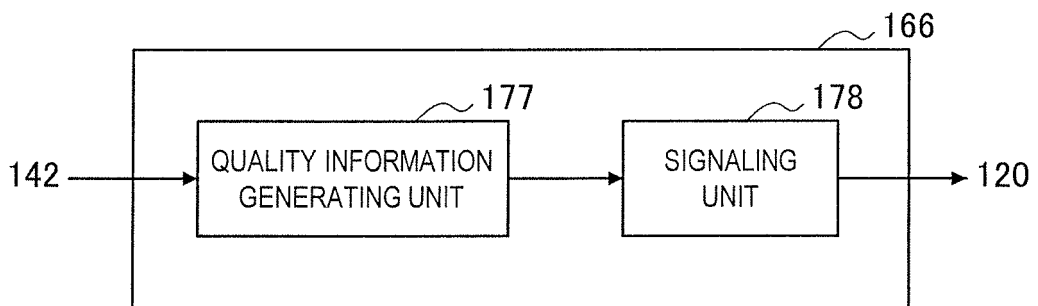 166
177
178
142
QUALITY INFORMATION
GENERATING UNIT
SIGNALING
UNIT
120